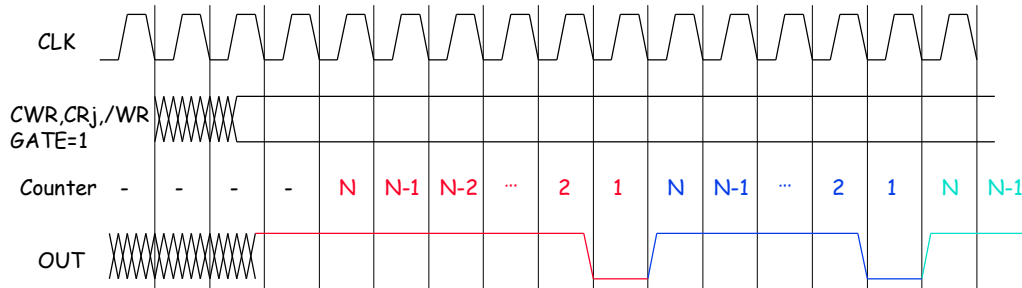 CLK
CWR,CRj,/WR
GATE=1
Counter - - - - N N-1 N-2 ... 2 1 N N-1 ... 2 1 N N-1
OUT